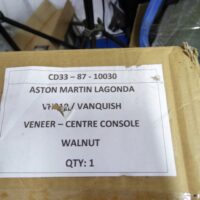 CD33 – 87 - 10030
ASTON MARTIN LAGONDA
/ VANQUISH
VENEER – CENTRE CONSOLE
WALNUT
QTY: 1